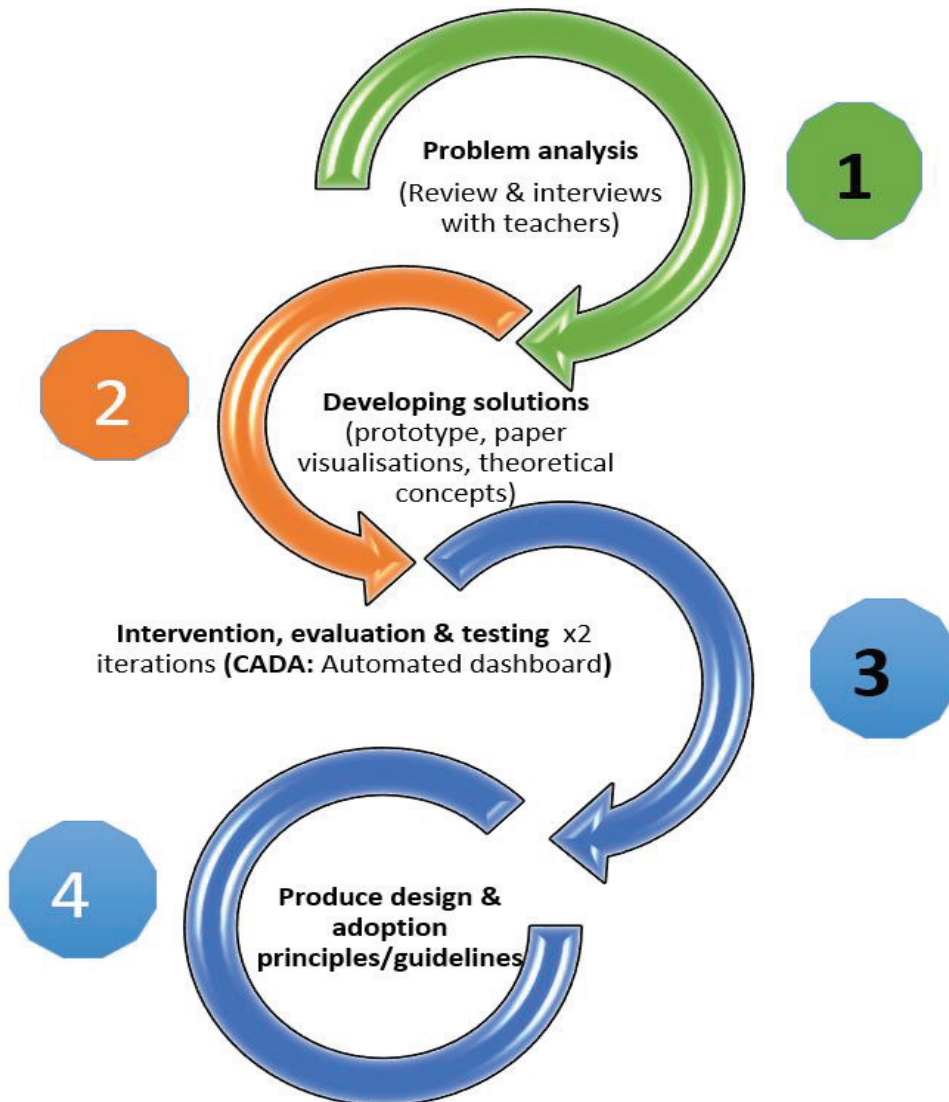 Problem analysis
(Review & interviews
with teachers)
1
2
Developing solutions
(prototype, paper
visualisations, theoretical
concepts)
Intervention, evaluation & testing x2
iterations (CADA: Automated dashboard)
3
4
Produce design &
adoption
principles/guidelines